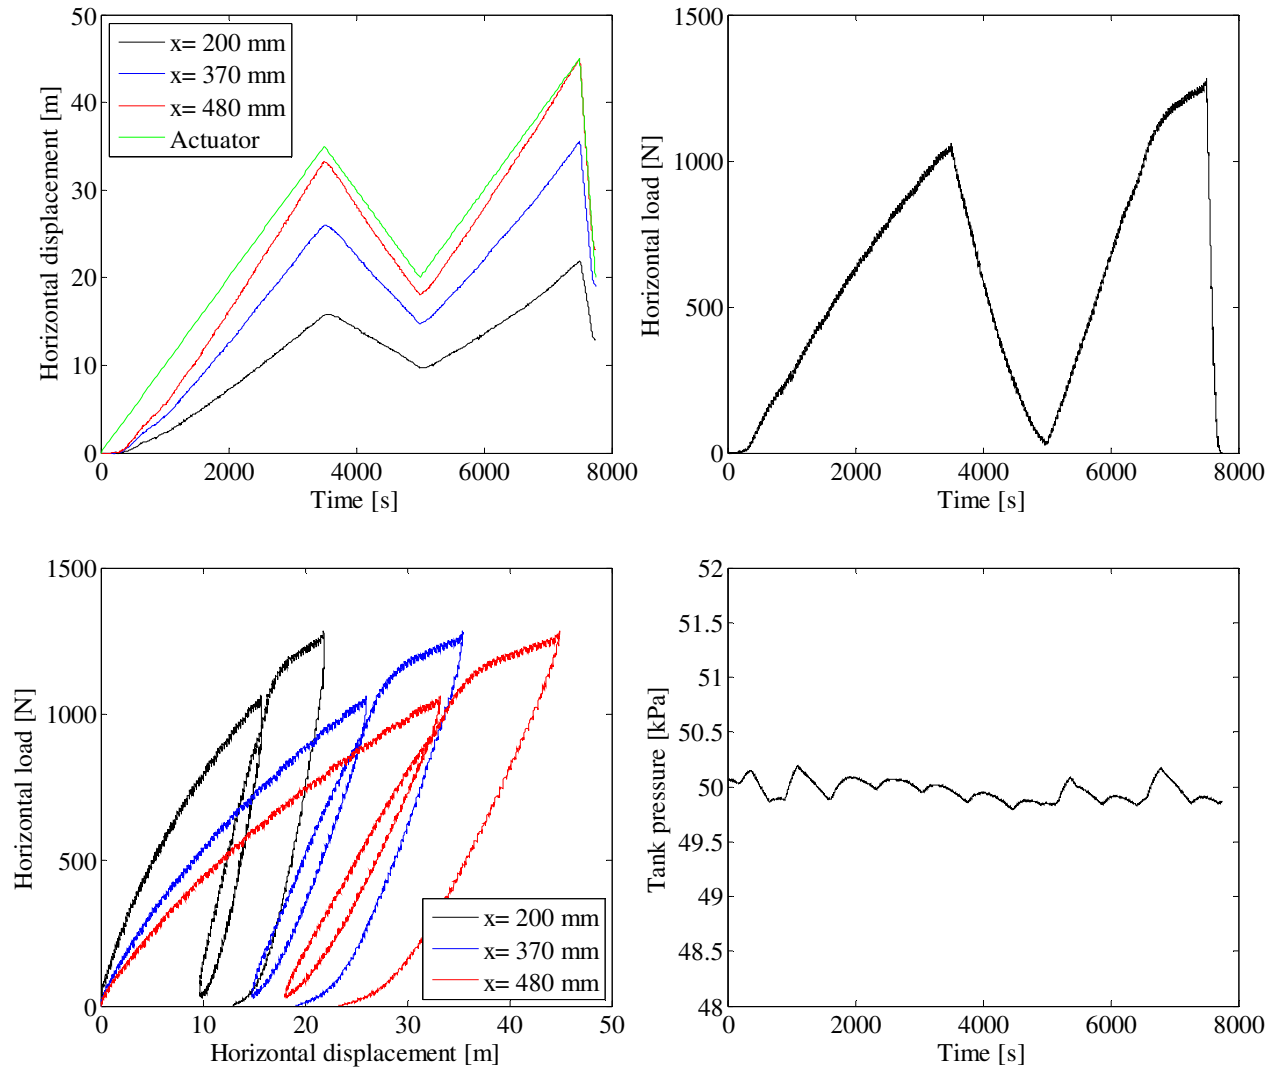 50
40
30
20
10
0
Horizontal displacement [m]
x= 200 mm
x= 370 mm
x= 480 mm
Actuator
0 2000 4000 6000 8000
Time [s]
1500
1000
500
0
Horizontal load [N]
0 2000 4000 6000 8000
Time [s]
1500
1000
500
0
Horizontal load [N]
x= 200 mm
x= 370 mm
x= 480 mm
0 10 20 30 40 50
Horizontal displacement [m]
52
51.5
51
50.5
50
49.5
49
48.5
48
Tank pressure [kPa]
0 2000 4000 6000 8000
Time [s]